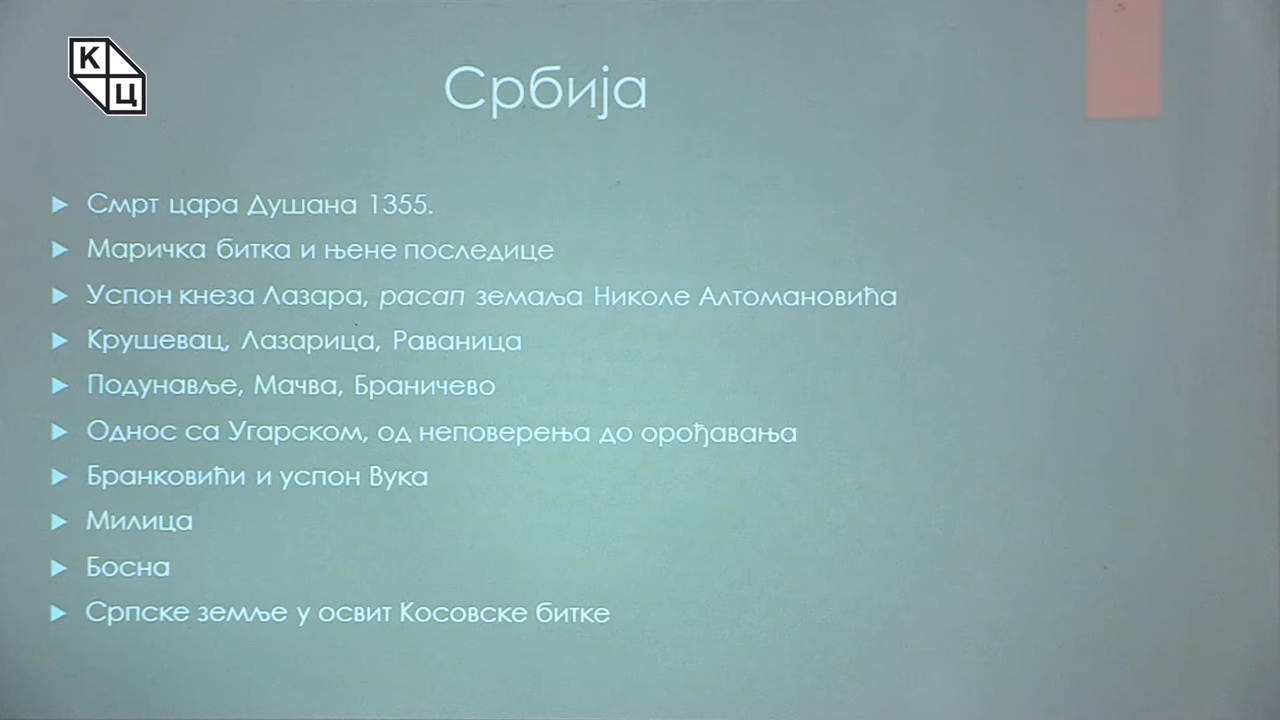 К
Ц
Србија
Смрт цара Душана 1355.
Маричка битка и њене последице
Успон кнеза Лазара, расап земаља Николе Алтомановића
Крушевац, Лазарица, Раваница
Подунавље, Мачва, Браничево
Однос са Угарском, од неповерења до орођавања
Бранковићи и успон Вука
Милица
Босна
Српске земље у освит Косовске битке